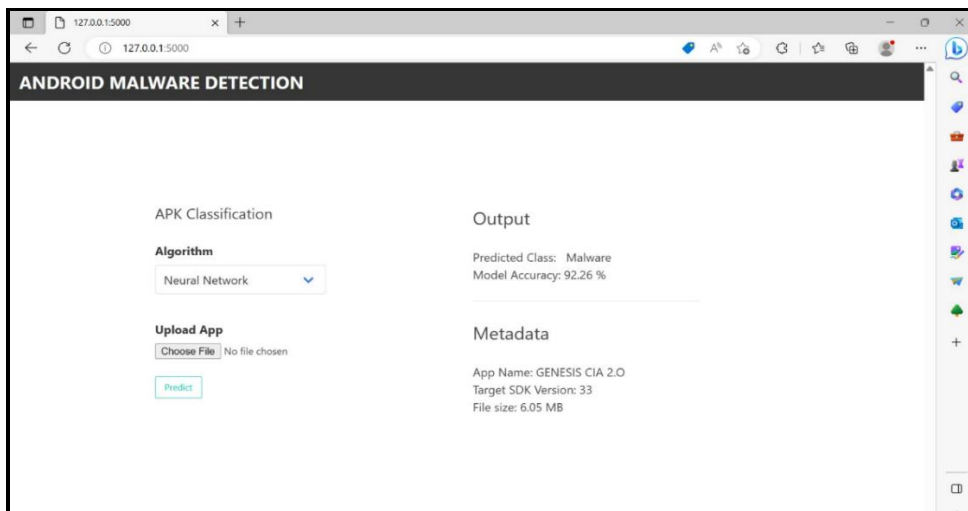 127.0.0.1:5000
127.0.0.1:5000
ANDROID MALWARE DETECTION
APK Classification
Algorithm
Neural Network
Upload App
Choose File No file chosen
Predict
Output
Predicted Class: Malware
Model Accuracy: 92.26 %
Metadata
App Name: GENESIS CIA 2.O
Target SDK Version: 33
File size: 6.05 MB